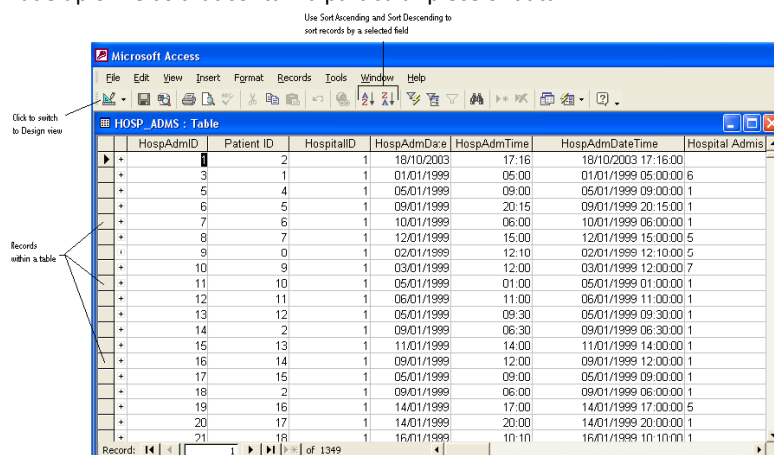 Use Sort Ascending and Sort Descending to
sort records by a selected field
Microsoft Access
File Edit View Insert Format Records Tools Window Help
Click to switch
to Design view
HOSP_ADMS : Table
HospAdmID Patient ID HospitalID HospAdmDate HospAdmTime HospAdmDateTime Hospital Admis
1 2 1 18/10/2003 17:16 18/10/2003 17:16:00
3 1 1 01/01/1999 05:00 01/01/1999 05:00:00 6
5 4 1 05/01/1999 09:00 05/01/1999 09:00:00 1
6 5 1 09/01/1999 20:15 09/01/1999 20:15:00 1
7 6 1 10/01/1999 06:00 10/01/1999 06:00:00 1
8 7 1 12/01/1999 15:00 12/01/1999 15:00:00 5
Records
within a table
9 0 1 02/01/1999 12:10 02/01/1999 12:10:00 5
10 9 1 03/01/1999 12:00 03/01/1999 12:00:00 7
11 10 1 05/01/1999 01:00 05/01/1999 01:00:00 1
12 11 1 06/01/1999 11:00 06/01/1999 11:00:00 1
13 12 1 05/01/1999 09:30 05/01/1999 09:30:00 1
14 2 1 09/01/1999 06:30 09/01/1999 06:30:00 1
15 13 1 11/01/1999 14:00 11/01/1999 14:00:00 1
16 14 1 09/01/1999 12:00 09/01/1999 12:00:00 1
17 15 1 05/01/1999 09:00 05/01/1999 09:00:00 1
18 2 1 09/01/1999 06:00 09/01/1999 06:00:00 1
19 16 1 14/01/1999 17:00 14/01/1999 17:00:00 5
20 17 1 14/01/1999 20:00 14/01/1999 20:00:00 1
21 18 1 16/01/1999 10:10 16/01/1999 10:10:00 1
Record: 1 of 1349